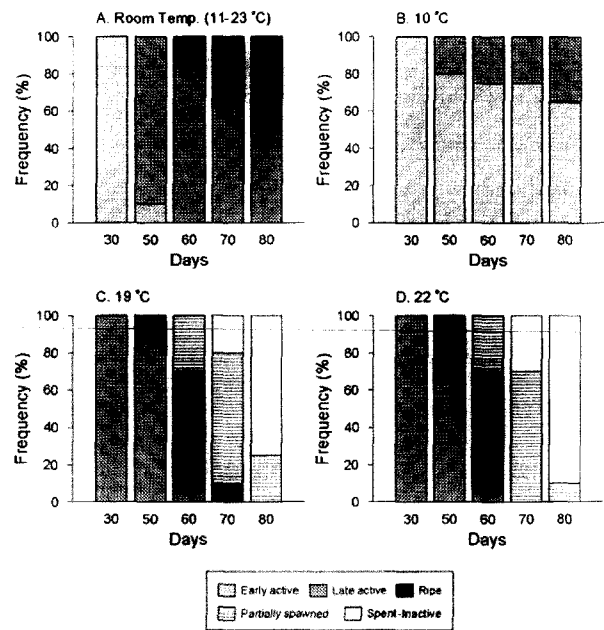 A. Room Temp. (11-23 °C)
100
80
60
40
20
0
Frequency (%)
30 50 60 70 80
Days
B. 10 °C
100
80
60
40
20
0
Frequency (%)
30 50 60 70 80
Days
C. 19 °C
100
80
60
40
20
0
Frequency (%)
30 50 60 70 80
Days
D. 22 °C
100
80
60
40
20
0
Frequency (%)
30 50 60 70 80
Days
Early active Late active Ripe
Partially spawned Spent-Inactive